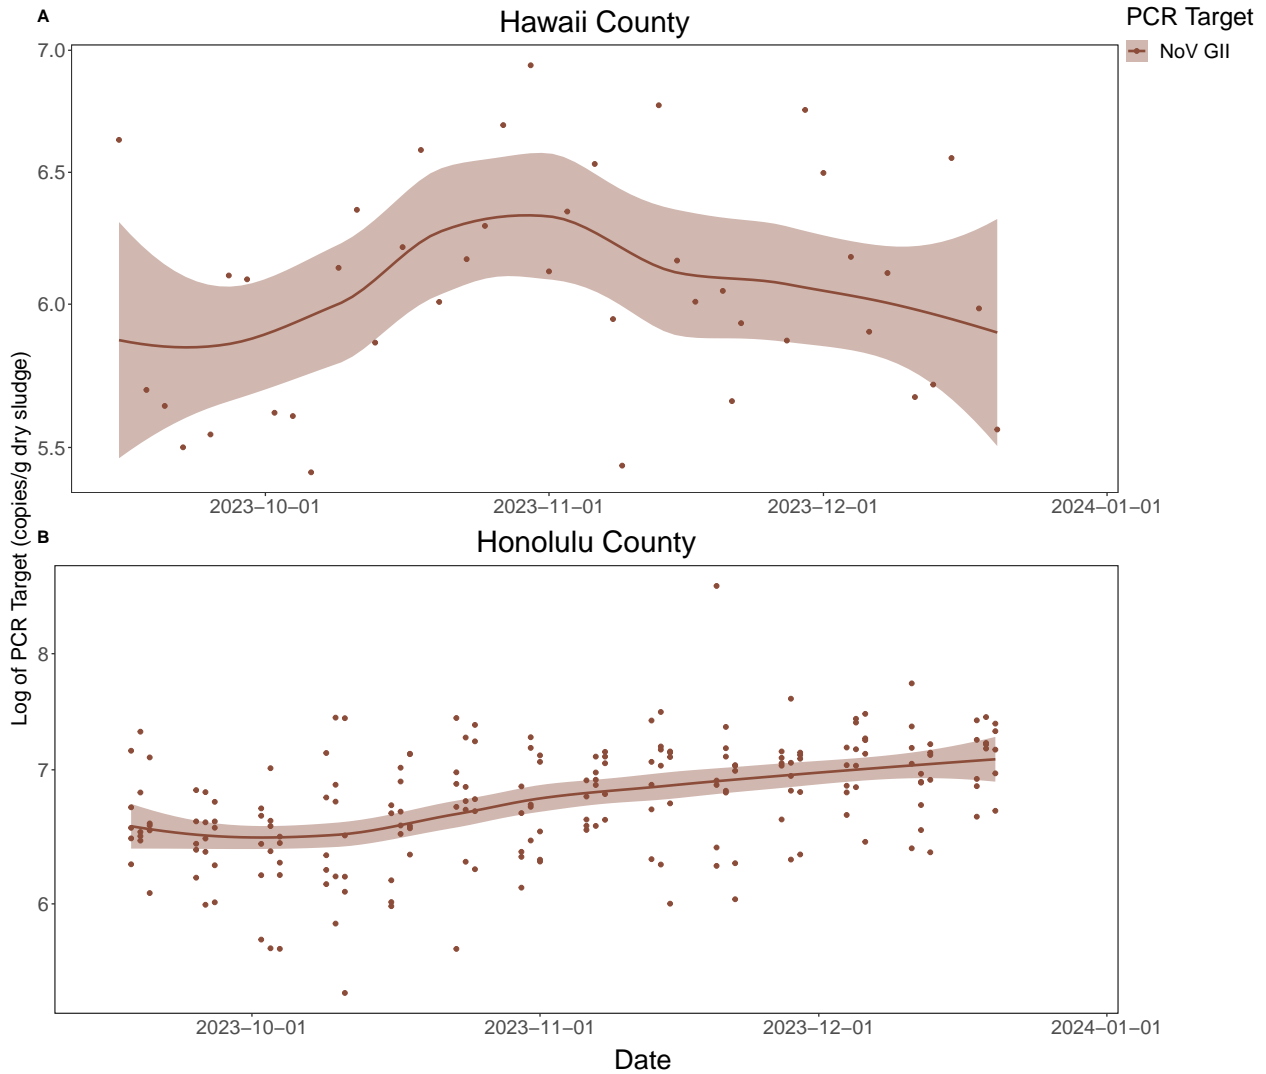 A
Hawaii County
PCR Target
NoV GII
7.0
6.5
6.0
5.5
2023−10−01
2023−11−01
2023−12−01
2024−01−01
Log of PCR Target (copies/g dry sludge)
B
Honolulu County
8
7
6
2023−10−01
2023−11−01
2023−12−01
2024−01−01
Date